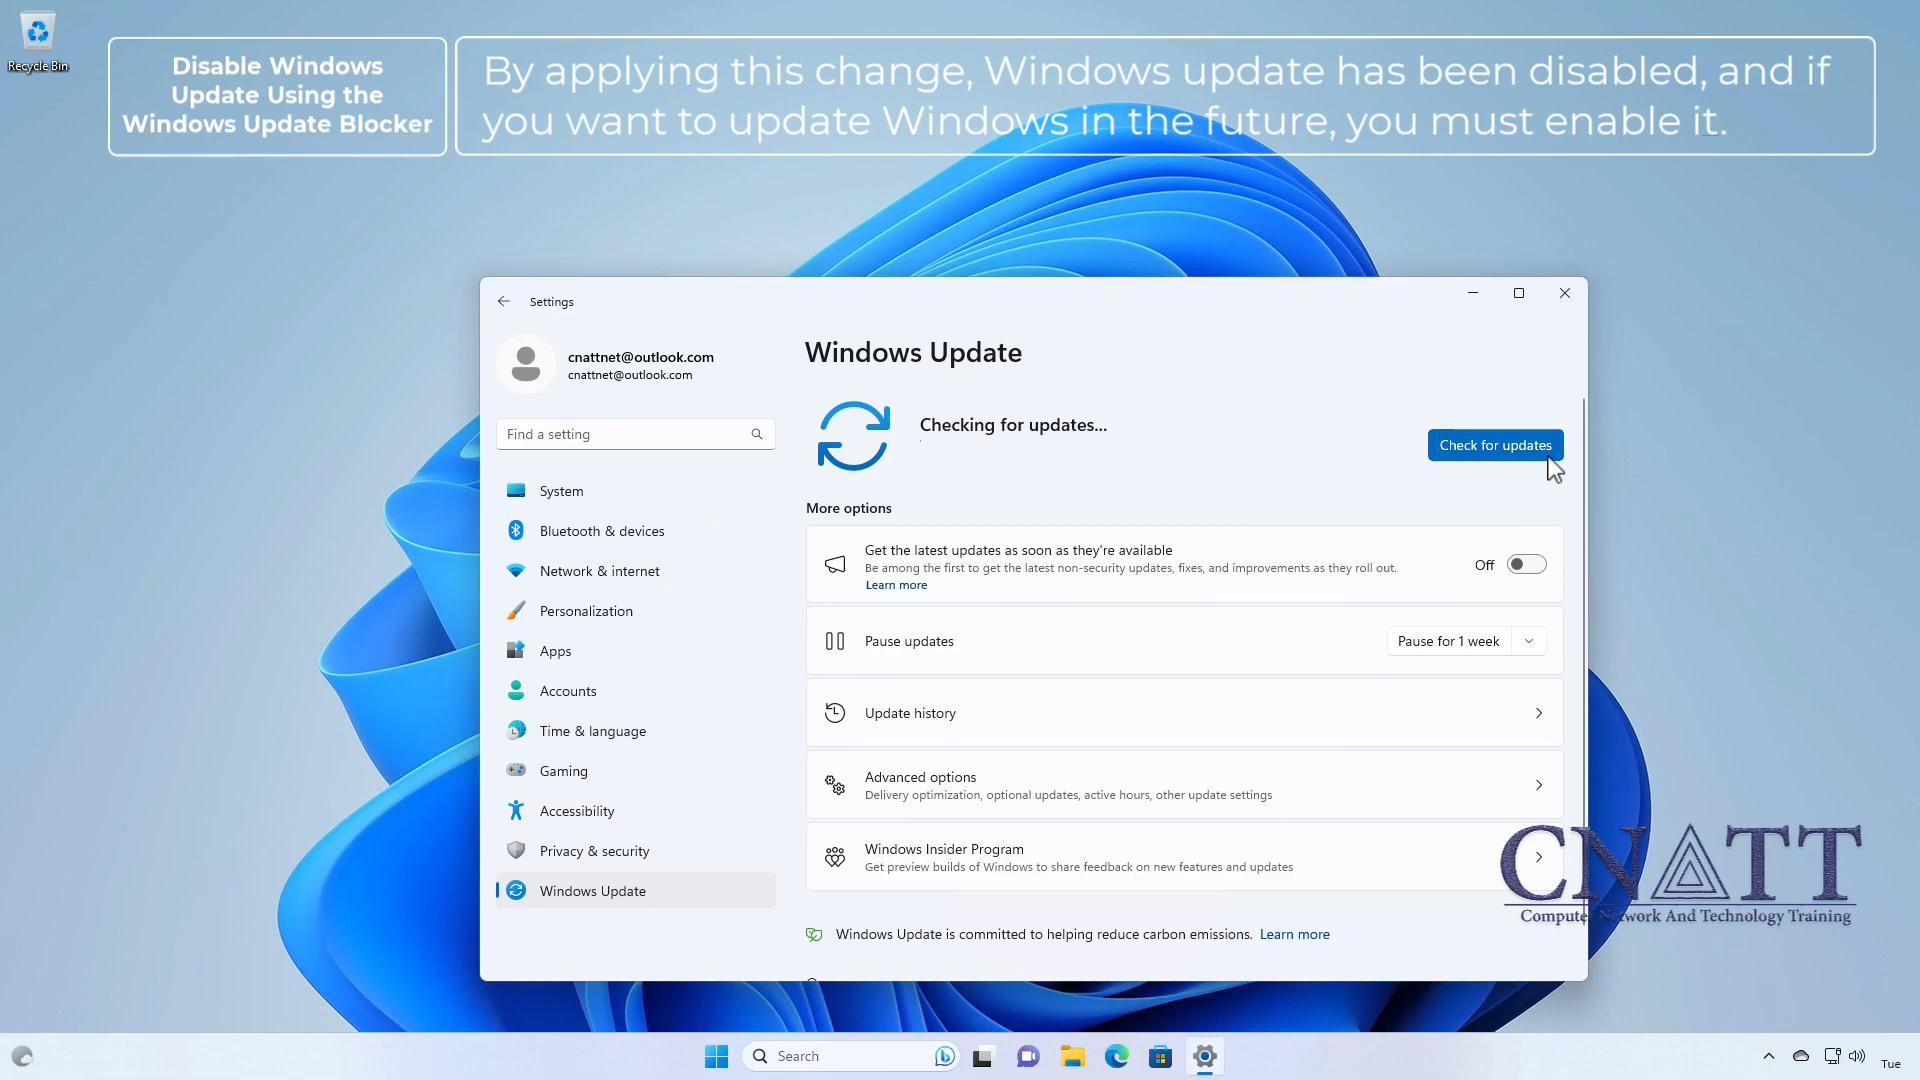 Recycle Bin
Disable Windows
Update Using the
Windows Update Blocker
By applying this change, Windows update has been disabled, and if
you want to update Windows in the future, you must enable it.
Settings
cnattnet@outlook.com
cnattnet@outlook.com
Find a setting
System
Bluetooth & devices
Network & internet
Personalization
Apps
Accounts
Time & language
Gaming
Accessibility
Privacy & security
Windows Update
Windows Update
Checking for updates...
Check for updates
More options
Get the latest updates as soon as they're available
Be among the first to get the latest non-security updates, fixes, and improvements as they roll out.
Learn more
Off
Pause updates
Pause for 1 week
Update history
Advanced options
Delivery optimization, optional updates, active hours, other update settings
Windows Insider Program
Get preview builds of Windows to share feedback on new features and updates
Windows Update is committed to helping reduce carbon emissions. Learn more
CNATT
Computer Network And Technology Training
Search
Tue